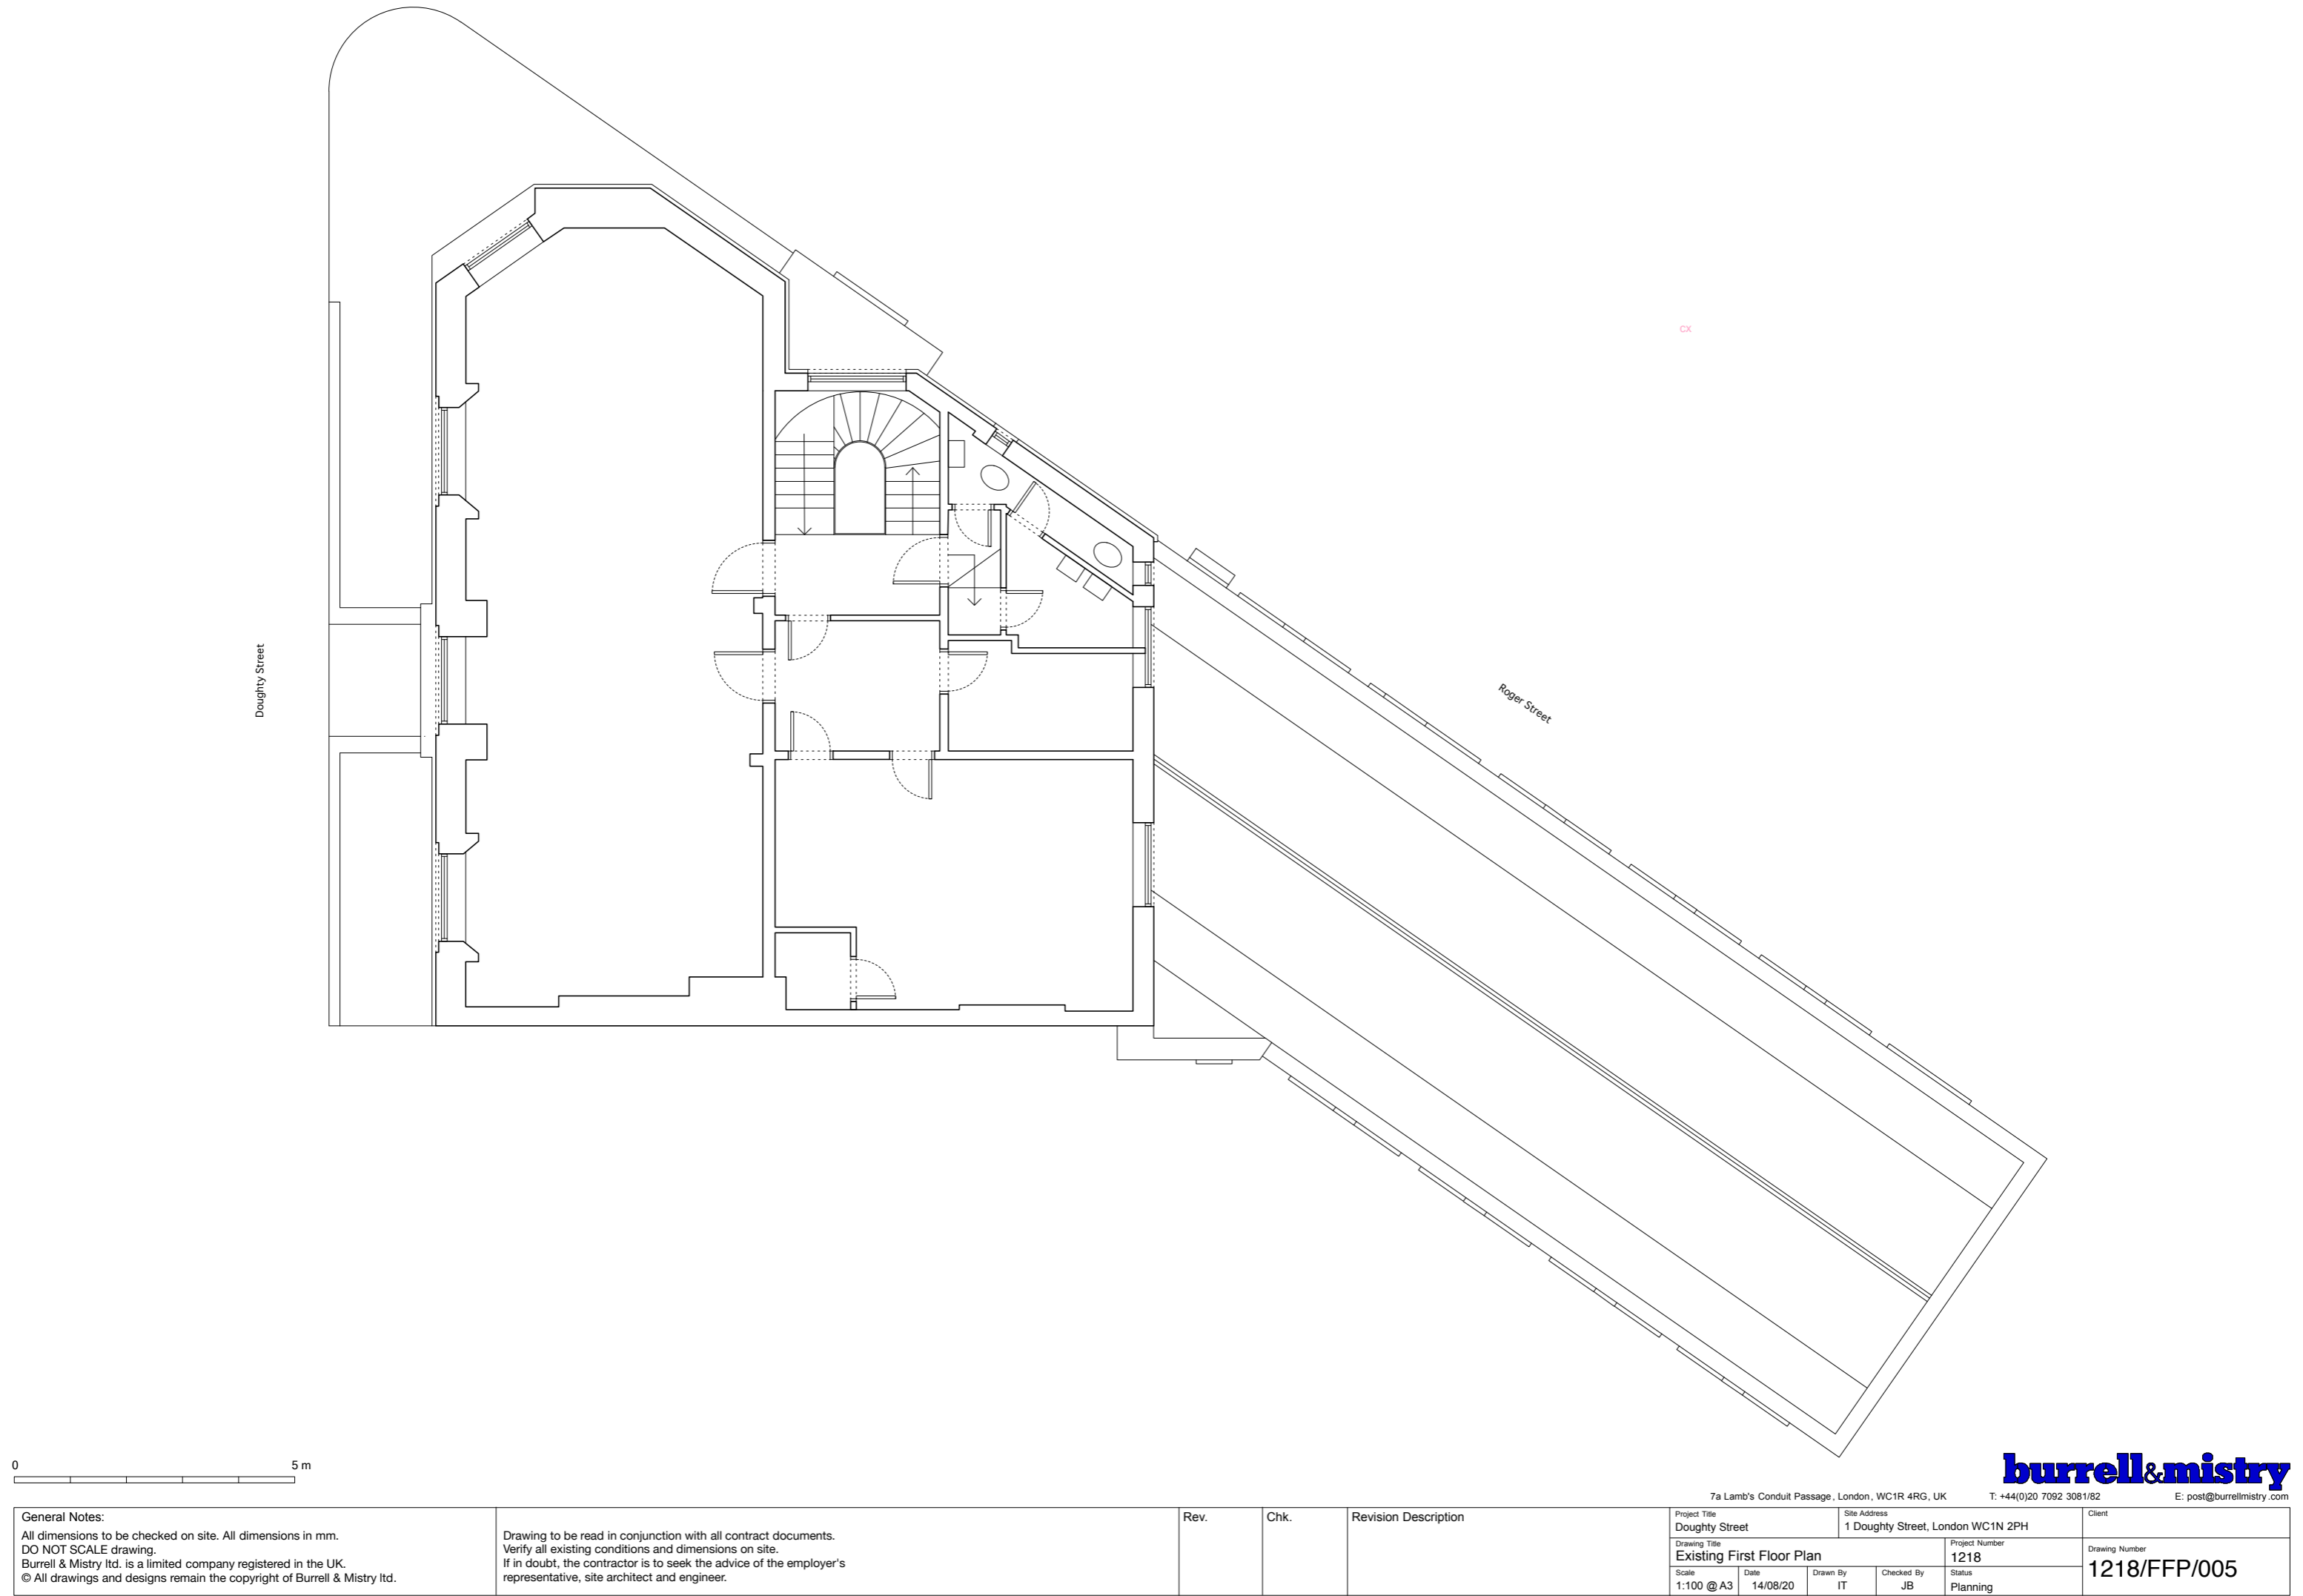 CX
Doughty Street
Roger Street
0 5 m
burrell&mistry
7a Lamb's Conduit Passage, London, WC1R 4RG, UK T: +44(0)20 7092 3081/82 E: post@burrellmistry.com
General Notes:
All dimensions to be checked on site. All dimensions in mm.
DO NOT SCALE drawing.
Burrell & Mistry ltd. is a limited company registered in the UK.
© All drawings and designs remain the copyright of Burrell & Mistry ltd.
Drawing to be read in conjunction with all contract documents.
Verify all existing conditions and dimensions on site.
If in doubt, the contractor is to seek the advice of the employer's
representative, site architect and engineer.
Rev.
Chk.
Revision Description
Project Title
Doughty Street
Site Address
1 Doughty Street, London WC1N 2PH
Client
Drawing Title
Existing First Floor Plan
Project Number
1218
Drawing Number
1218/FFP/005
Scale
1:100 @ A3
Date
14/08/20
Drawn By
IT
Checked By
JB
Status
Planning